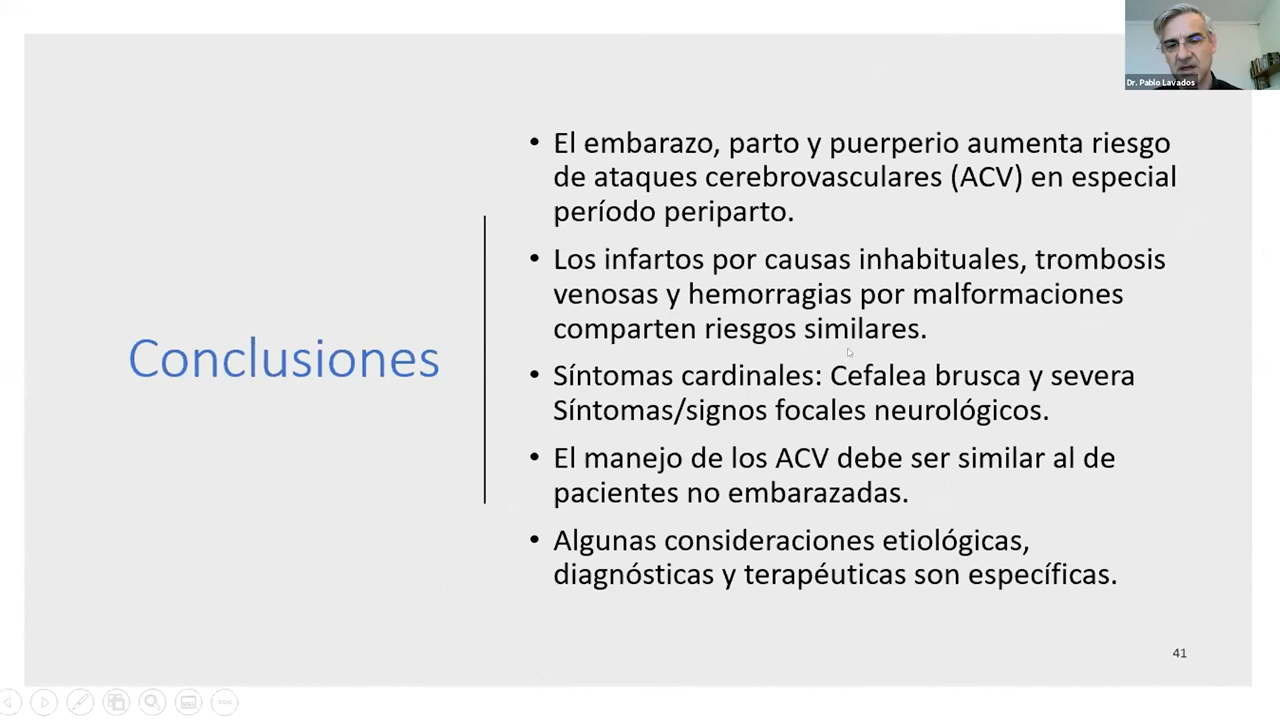 Dr. Pablo Lavados
Conclusiones
• El embarazo, parto y puerperio aumenta riesgo
de ataques cerebrovasculares (ACV) en especial
período periparto.
• Los infartos por causas inhabituales, trombosis
venosas y hemorragias por malformaciones
comparten riesgos similares.
• Síntomas cardinales: Cefalea brusca y severa
Síntomas/signos focales neurológicos.
• El manejo de los ACV debe ser similar al de
pacientes no embarazadas.
• Algunas consideraciones etiológicas,
diagnósticas y terapéuticas son específicas.
41